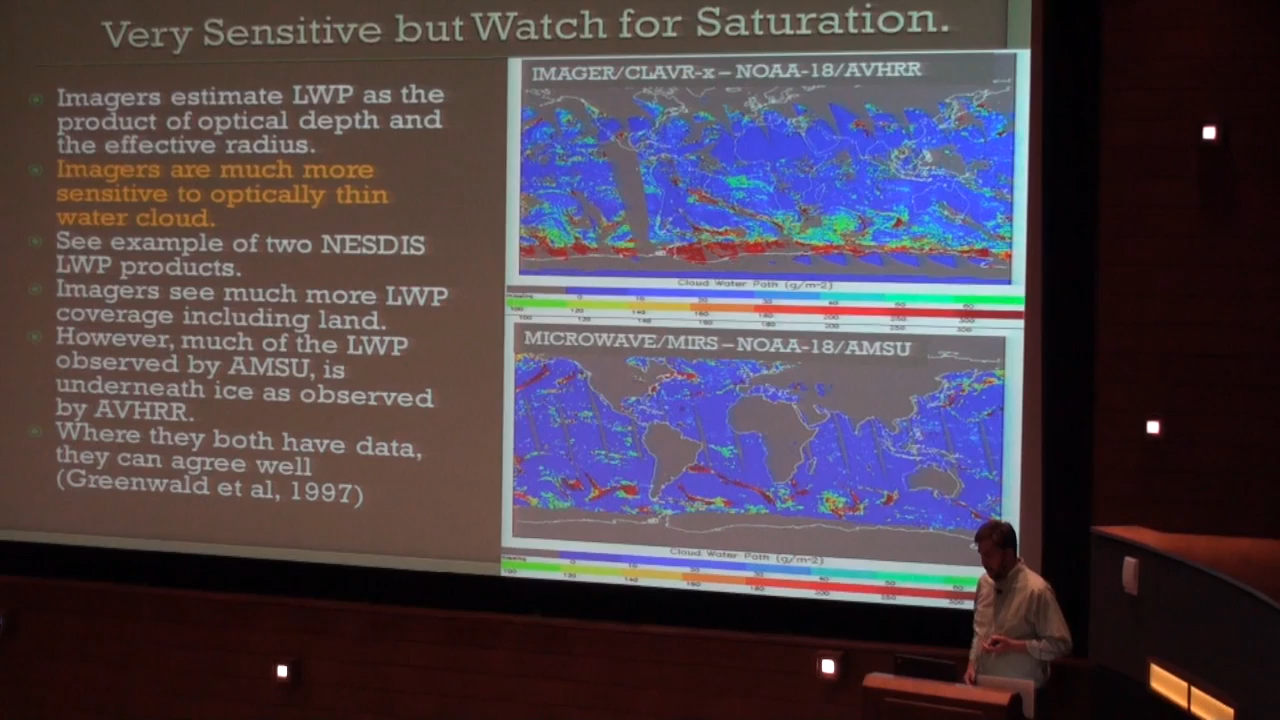 Very Sensitive but Watch for Saturation.
Imagers estimate LWP as the
product of optical depth and
the effective radius.
Imagers are much more
sensitive to optically thin
water cloud.
See example of two NESDIS
LWP products.
Imagers see much more LWP
coverage including land.
However, much of the LWP
observed by AMSU, is
underneath ice as observed
by AVHRR.
Where they both have data,
they can agree well
(Greenwald et al, 1997)
IMAGER/CLAVR-x – NOAA-18/AVHRR
Cloud Water Path (g/m-2)
MICROWAVE/MIRS – NOAA-18/AMSU
Cloud Water Path (g/m-2)